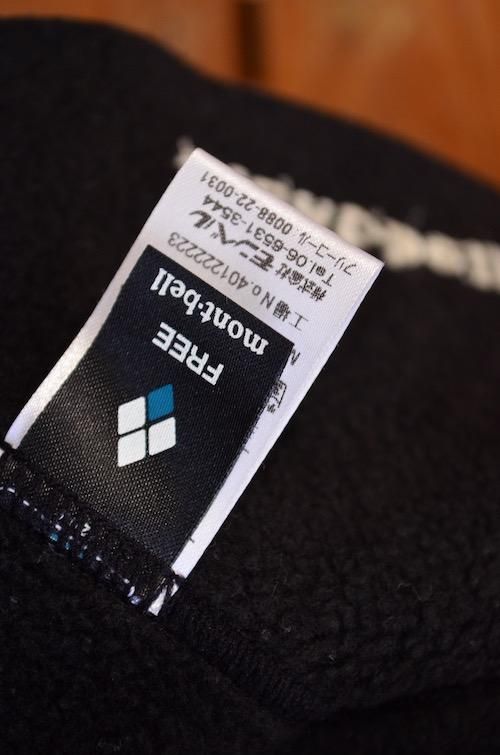 mont-bell
FREE
工場No.401222223
株式会社モンベル
Tel.06-6531-3544
フリーコール 0088-22-0031